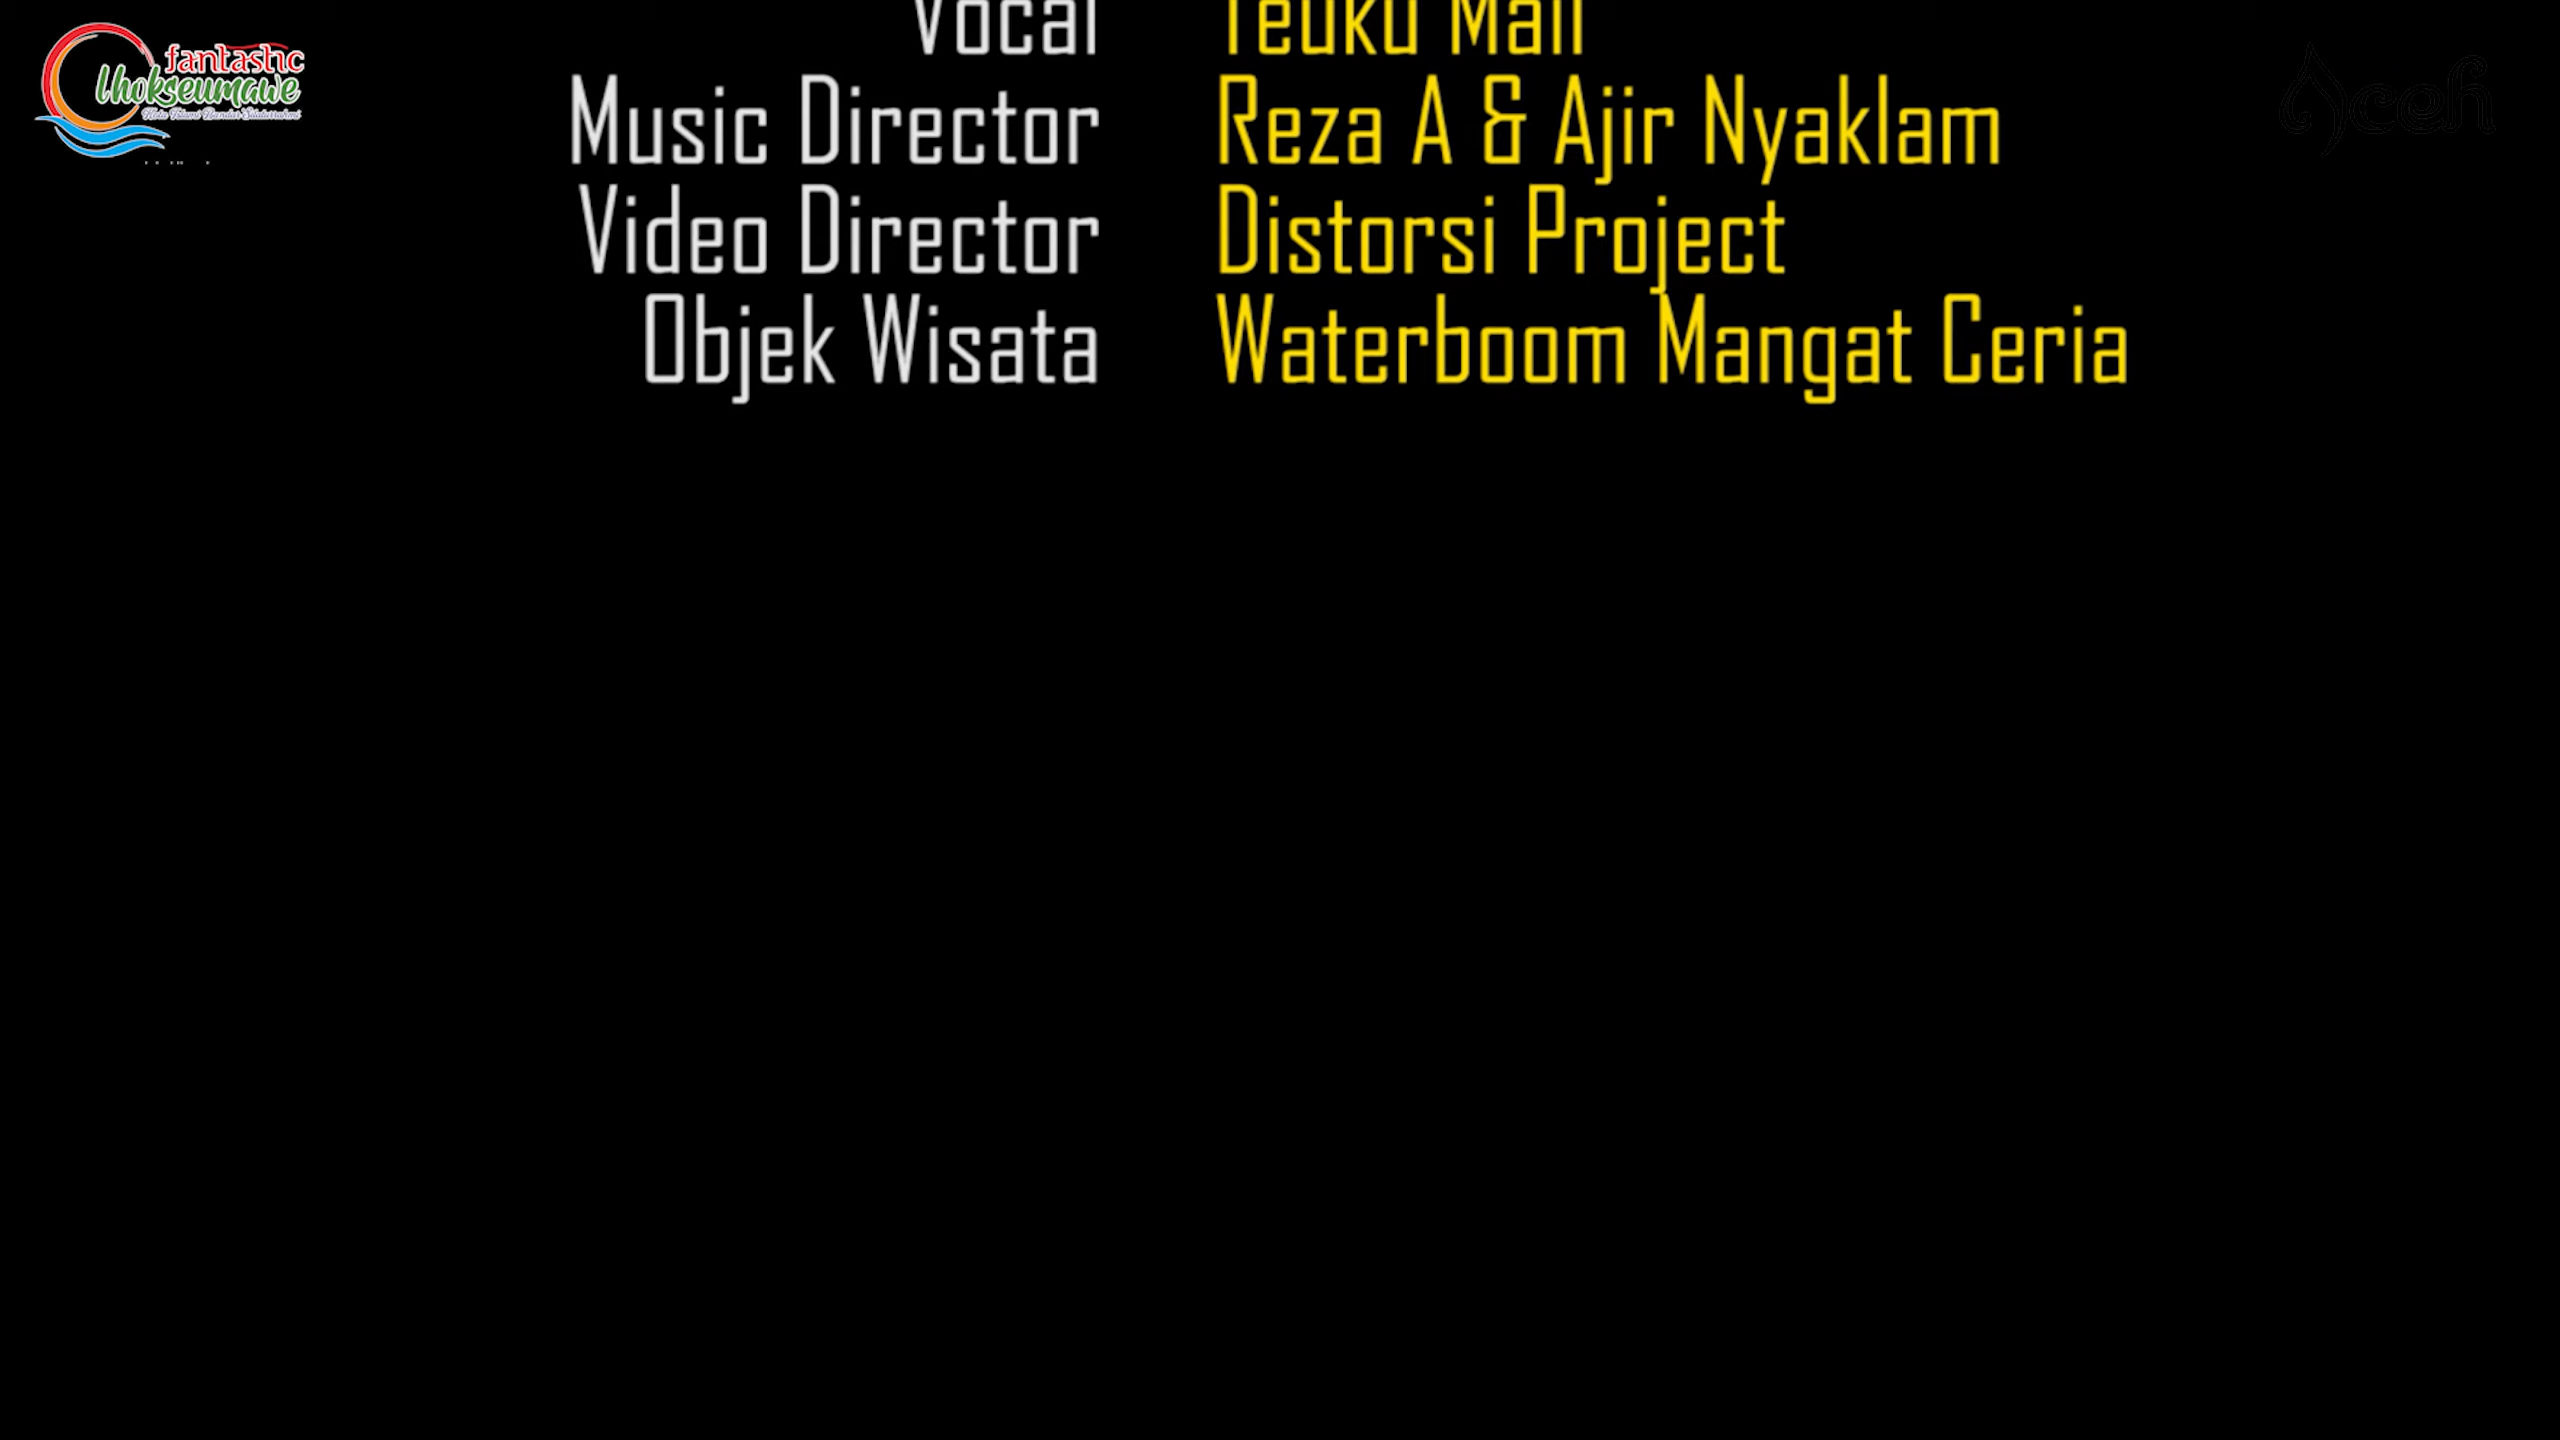 Vocal Teuku Mail
Music Director Reza A & Ajir Nyaklam
Video Director Distorsi Project
Objek Wisata Waterboom Mangat Ceria
fantastic
lhokseumawe
Aceh